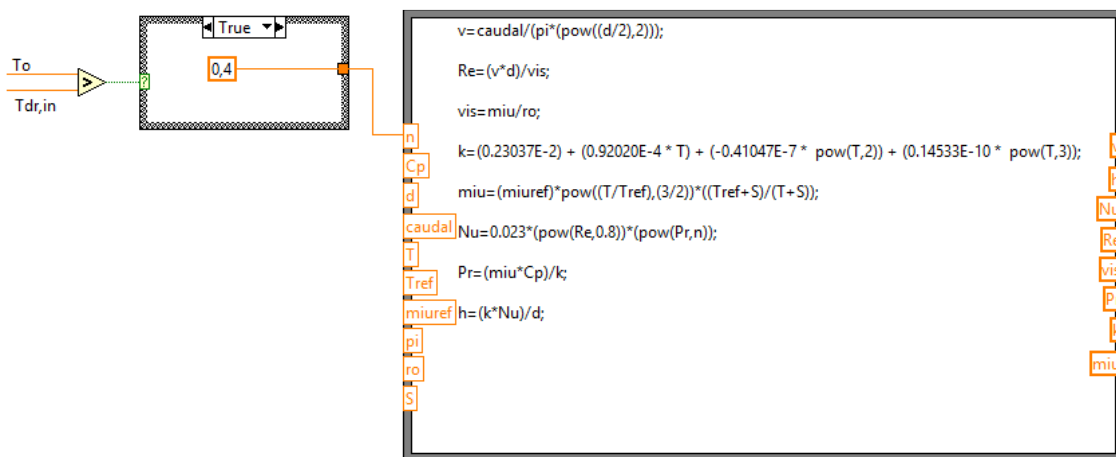 True
To
0,4
>
?
Tdr,in
v=caudal/(pi*(pow((d/2),2)));
Re=(v*d)/vis;
vis=miu/ro;
k=(0.23037E-2) + (0.92020E-4 * T) + (-0.41047E-7 * pow(T,2)) + (0.14533E-10 * pow(T,3));
miu=(miuref)*pow((T/Tref),(3/2))*((Tref+S)/(T+S));
Nu=0.023*(pow(Re,0.8))*(pow(Pr,n));
Pr=(miu*Cp)/k;
h=(k*Nu)/d;
n
Cp
d
caudal
T
Tref
miuref
pi
ro
S
Nu
Re
vis
miu